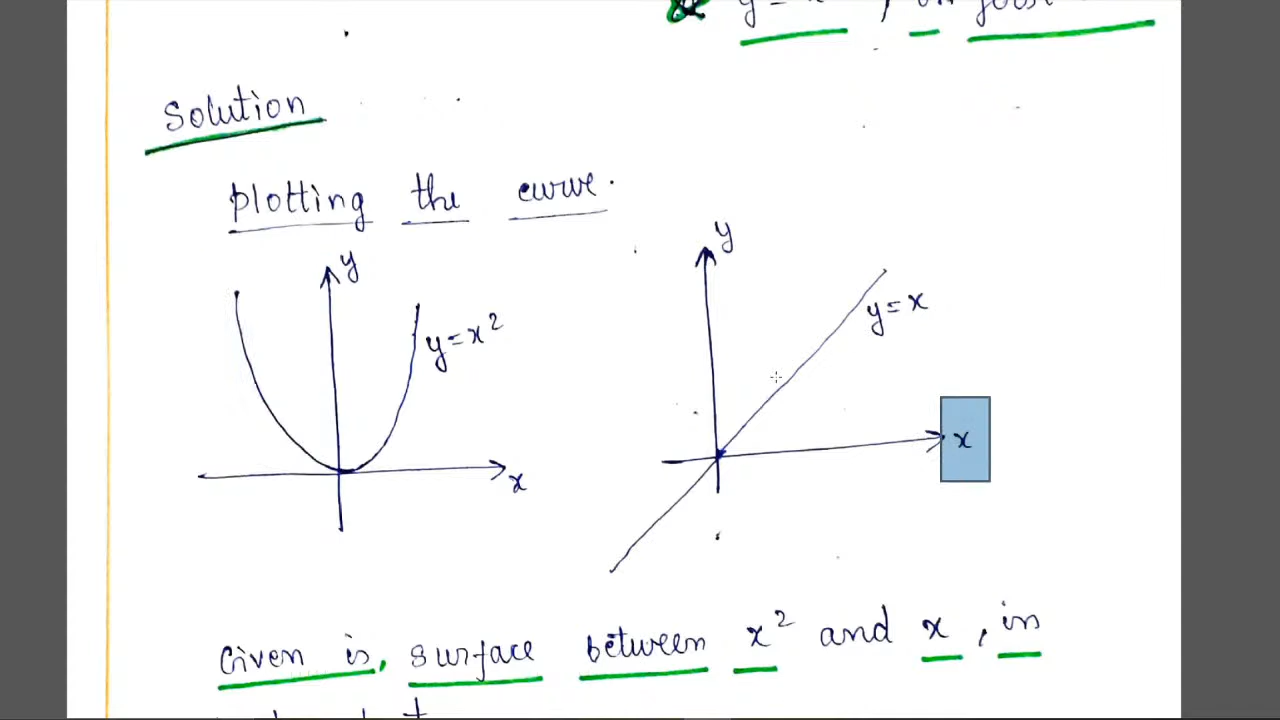 Solution
plotting the curve.
y
y = x²
x
y
y = x
x
Given is, surface between x² and x, in